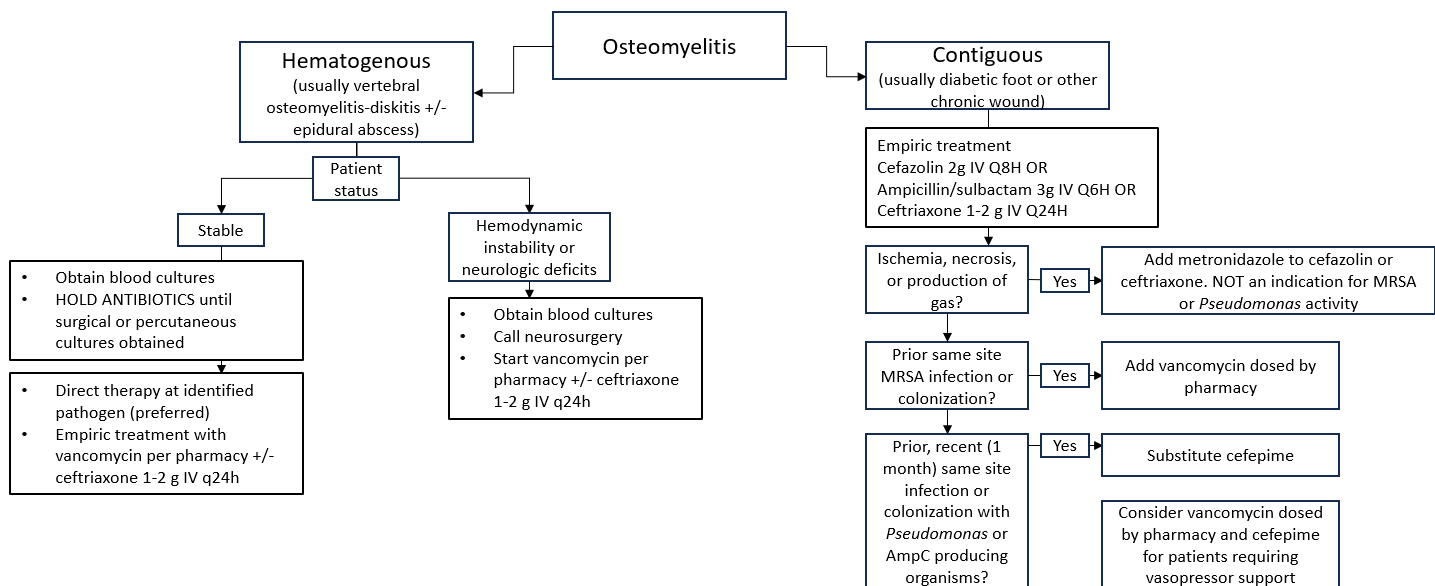 Osteomyelitis
Hematogenous
(usually vertebral
osteomyelitis-diskitis +/-
epidural abscess)
Patient
status
Stable
• Obtain blood cultures
• HOLD ANTIBIOTICS until
surgical or percutaneous
cultures obtained
• Direct therapy at identified
pathogen (preferred)
• Empiric treatment with
vancomycin per pharmacy +/-
ceftriaxone 1-2 g IV q24h
Hemodynamic
instability or
neurologic deficits
• Obtain blood cultures
• Call neurosurgery
• Start vancomycin per
pharmacy +/- ceftriaxone
1-2 g IV q24h
Contiguous
(usually diabetic foot or other
chronic wound)
Empiric treatment
Cefazolin 2g IV Q8H OR
Ampicillin/sulbactam 3g IV Q6H OR
Ceftriaxone 1-2 g IV Q24H
Ischemia, necrosis,
or production of
gas?
Yes
Add metronidazole to cefazolin or
ceftriaxone. NOT an indication for MRSA
or Pseudomonas activity
Prior same site
MRSA infection or
colonization?
Yes
Add vancomycin dosed by
pharmacy
Prior, recent (1
month) same site
infection or
colonization with
Pseudomonas or
AmpC producing
organisms?
Yes
Substitute cefepime
Consider vancomycin dosed
by pharmacy and cefepime
for patients requiring
vasopressor support